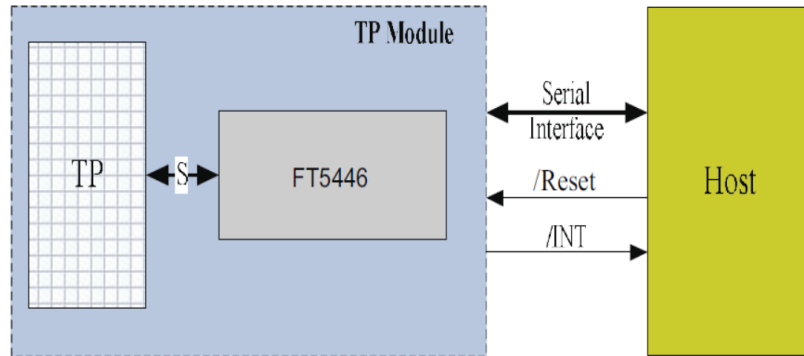 TP Module
TP
S
FT5446
Serial
Interface
/Reset
/INT
Host